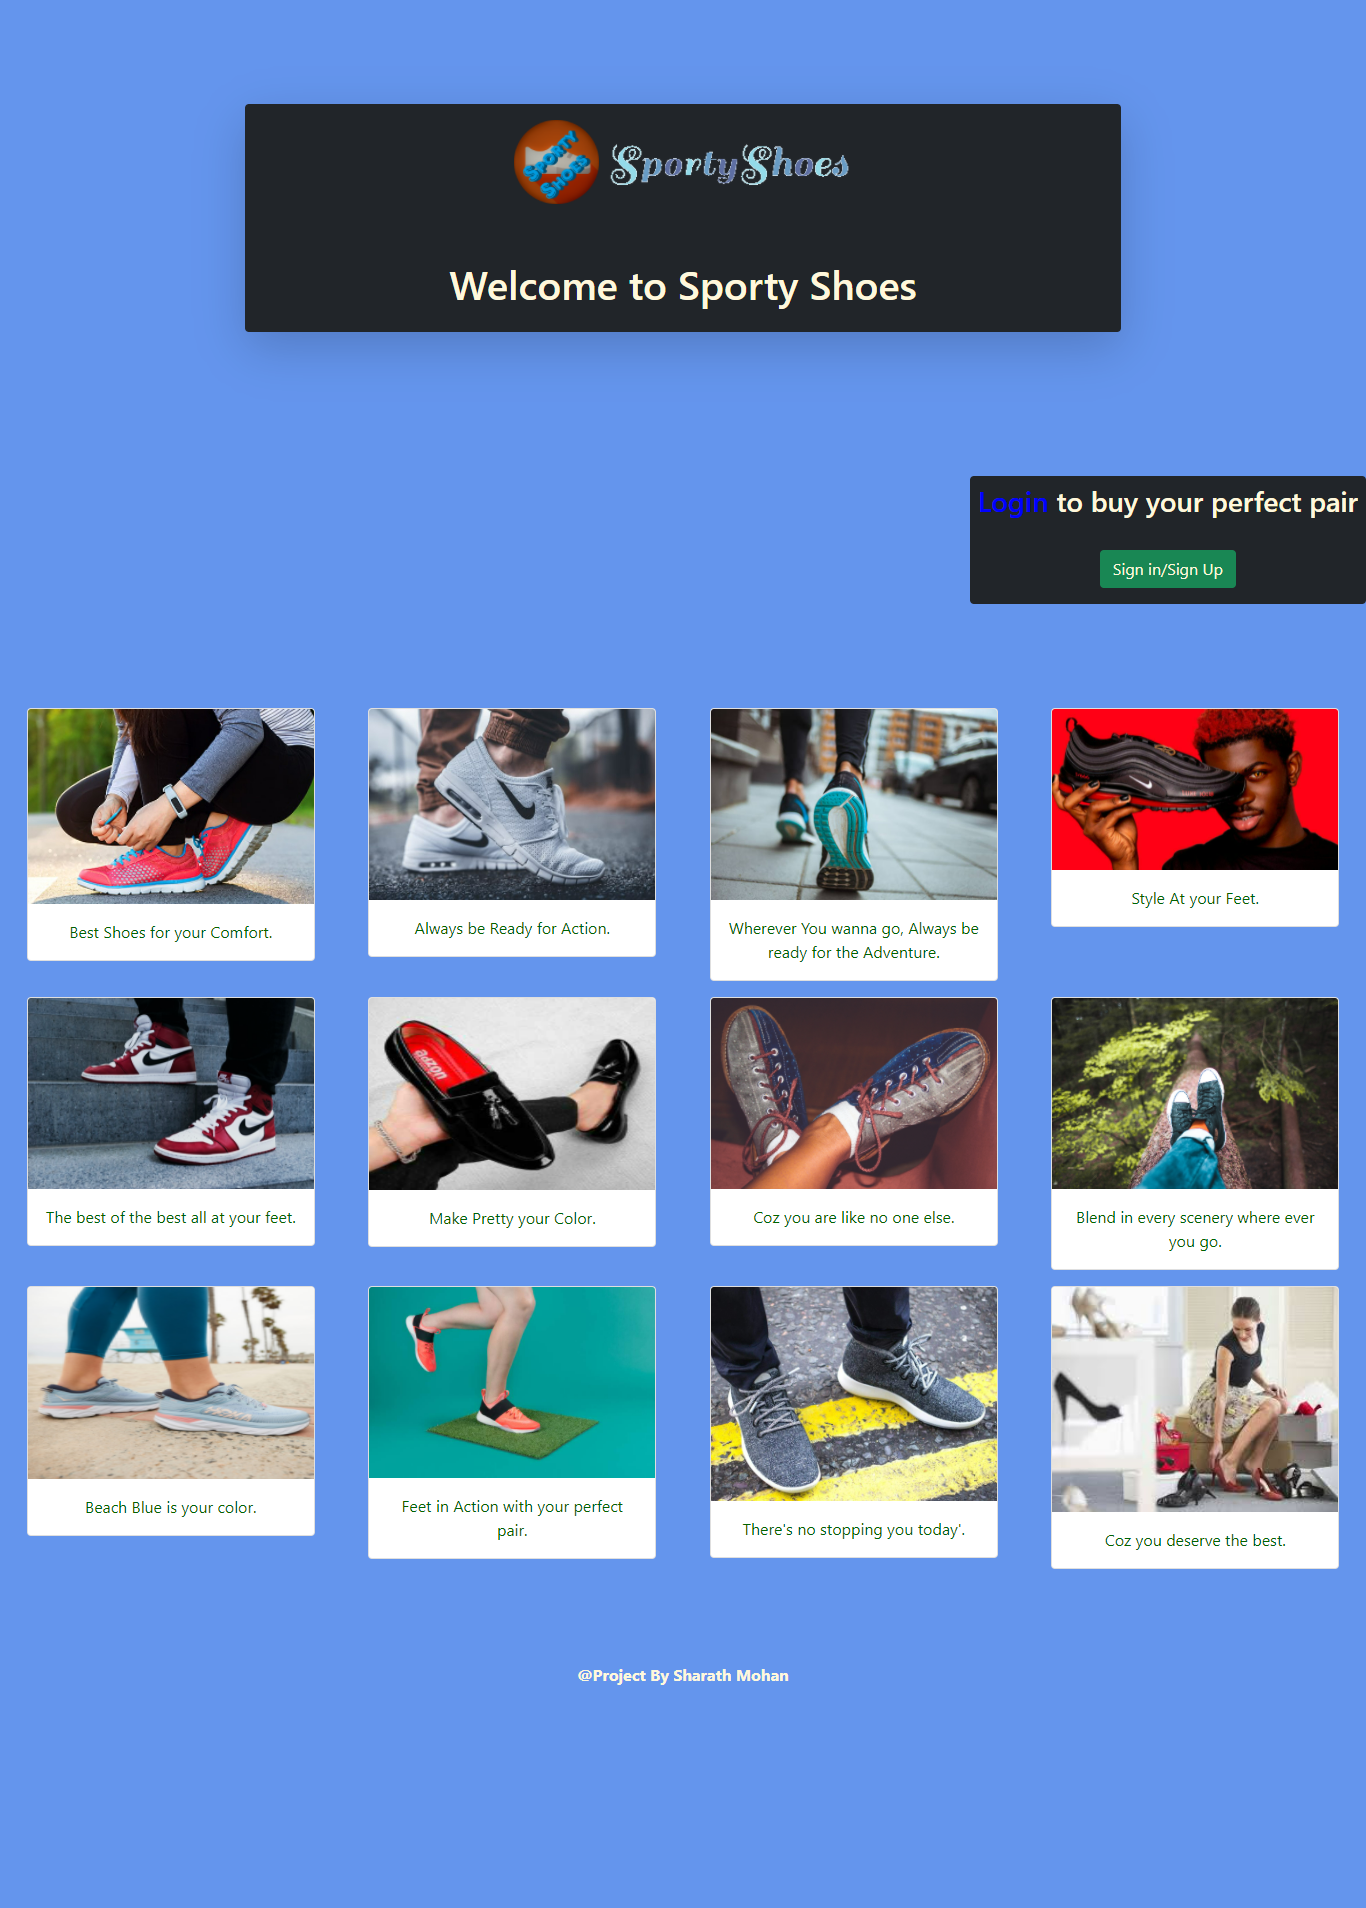 SPORTY
SHOES
SportyShoes
Welcome to Sporty Shoes
Login to buy your perfect pair
Sign in/Sign Up
Best Shoes for your Comfort.
Always be Ready for Action.
Wherever You wanna go, Always be
ready for the Adventure.
Style At your Feet.
The best of the best all at your feet.
Make Pretty your Color.
Coz you are like no one else.
Blend in every scenery where ever
you go.
Beach Blue is your color.
Feet in Action with your perfect
pair.
There's no stopping you today'.
Coz you deserve the best.
@Project By Sharath Mohan